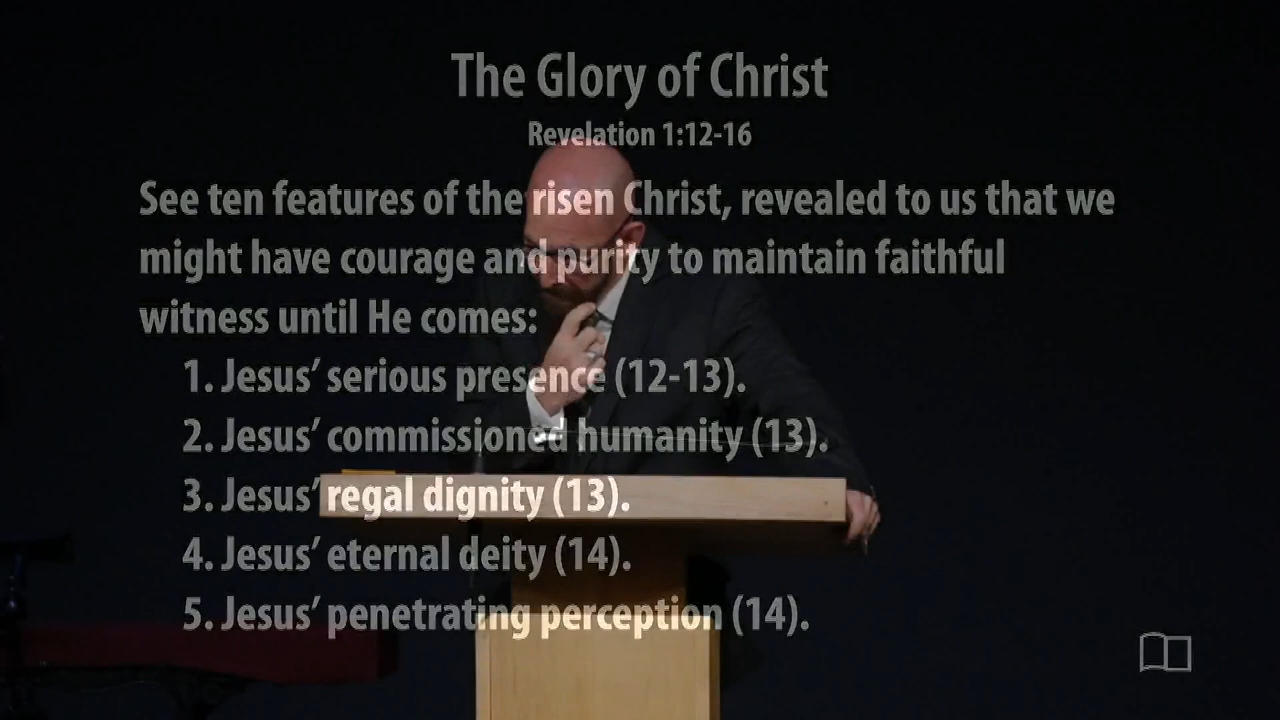 The Glory of Christ
Revelation 1:12-16
See ten features of the risen Christ, revealed to us that we
might have courage and purity to maintain faithful
witness until He comes:
1. Jesus’ serious presence (12-13).
2. Jesus’ commissioned humanity (13).
3. Jesus’ regal dignity (13).
4. Jesus’ eternal deity (14).
5. Jesus’ penetrating perception (14).